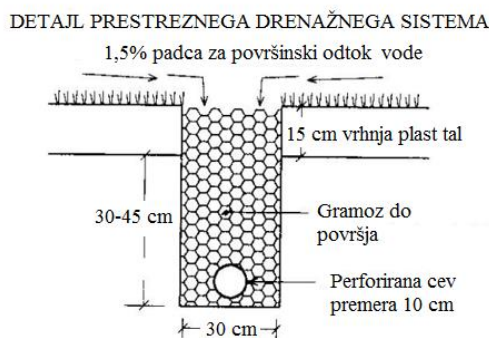 DETAJL PRESTREZNEGA DRENAŽNEGA SISTEMA
1,5% padca za površinski odtok vode
15 cm vrhnja plast tal
30-45 cm
Gramoz do
površja
Perforirana cev
premera 10 cm
30 cm